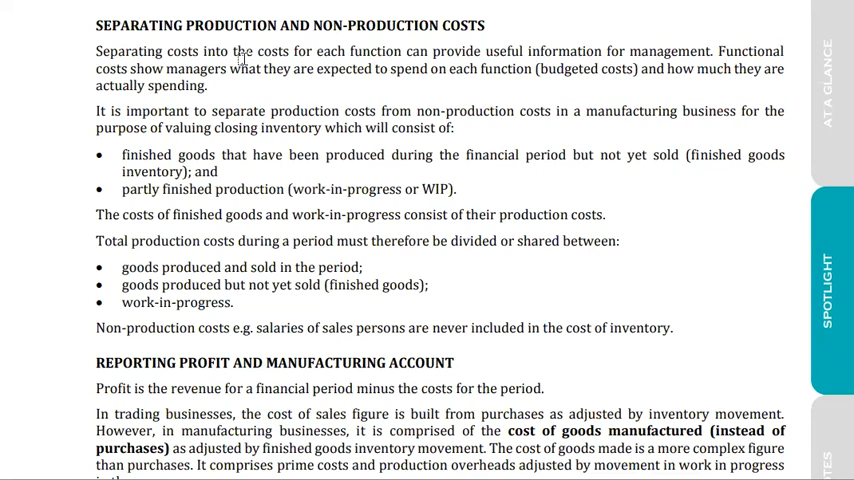 SEPARATING PRODUCTION AND NON-PRODUCTION COSTS
Separating costs into the costs for each function can provide useful information for management. Functional
costs show managers what they are expected to spend on each function (budgeted costs) and how much they are
actually spending.
It is important to separate production costs from non-production costs in a manufacturing business for the
purpose of valuing closing inventory which will consist of:
• finished goods that have been produced during the financial period but not yet sold (finished goods
inventory); and
• partly finished production (work-in-progress or WIP).
The costs of finished goods and work-in-progress consist of their production costs.
Total production costs during a period must therefore be divided or shared between:
• goods produced and sold in the period;
• goods produced but not yet sold (finished goods);
• work-in-progress.
Non-production costs e.g. salaries of sales persons are never included in the cost of inventory.
REPORTING PROFIT AND MANUFACTURING ACCOUNT
Profit is the revenue for a financial period minus the costs for the period.
In trading businesses, the cost of sales figure is built from purchases as adjusted by inventory movement.
However, in manufacturing businesses, it is comprised of the cost of goods manufactured (instead of
purchases) as adjusted by finished goods inventory movement. The cost of goods made is a more complex figure
than purchases. It comprises prime costs and production overheads adjusted by movement in work in progress
AT A GLANCE
SPOTLIGHT